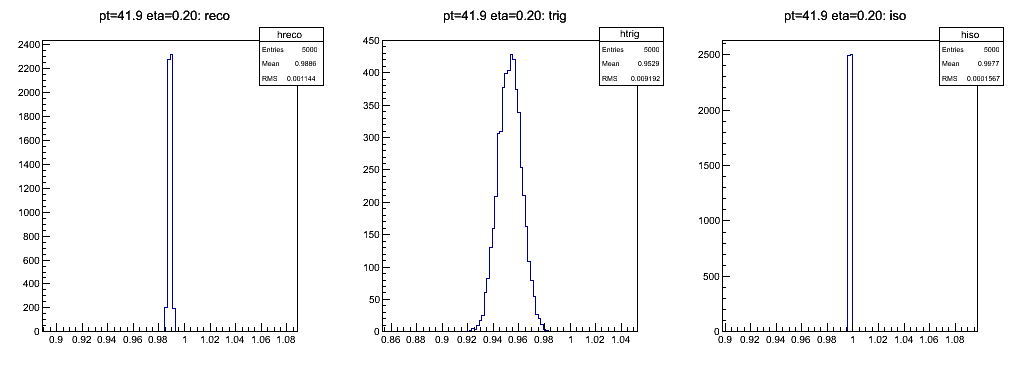 pt=41.9 eta=0.20: reco
hreco
Entries 5000
Mean 0.9886
RMS 0.001144
2400
2200
2000
1800
1600
1400
1200
1000
800
600
400
200
0
0.9 0.92 0.94 0.96 0.98 1 1.02 1.04 1.06 1.08
pt=41.9 eta=0.20: trig
htrig
Entries 5000
Mean 0.9529
RMS 0.009192
450
400
350
300
250
200
150
100
50
0
0.86 0.88 0.9 0.92 0.94 0.96 0.98 1 1.02 1.04
pt=41.9 eta=0.20: iso
hiso
Entries 5000
Mean 0.9977
RMS 0.0001567
2500
2000
1500
1000
500
0
0.9 0.92 0.94 0.96 0.98 1 1.02 1.04 1.06 1.08